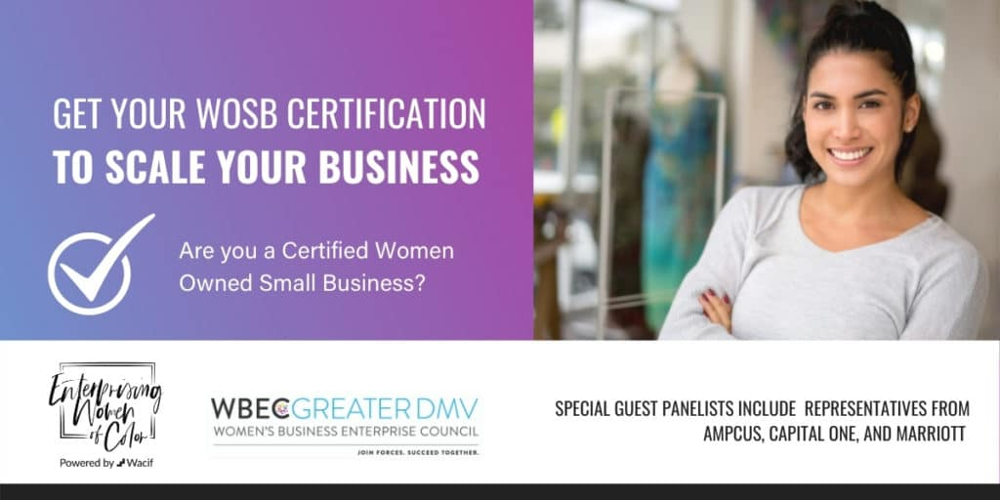 GET YOUR WOSB CERTIFICATION
TO SCALE YOUR BUSINESS
Are you a Certified Women
Owned Small Business?
Enterprising
Women
of Color
Powered by Wacif
WBECGREATER DMV
WOMEN'S BUSINESS ENTERPRISE COUNCIL
JOIN FORCES. SUCCEED TOGETHER.
SPECIAL GUEST PANELISTS INCLUDE REPRESENTATIVES FROM
AMPCUS, CAPITAL ONE, AND MARRIOTT